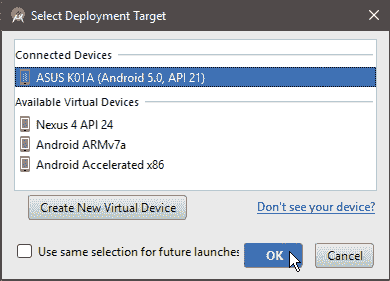 Select Deployment Target
Connected Devices
ASUS K01A (Android 5.0, API 21)
Available Virtual Devices
Nexus 4 API 24
Android ARMv7a
Android Accelerated x86
Create New Virtual Device
Don't see your device?
Use same selection for future launches
OK
Cancel